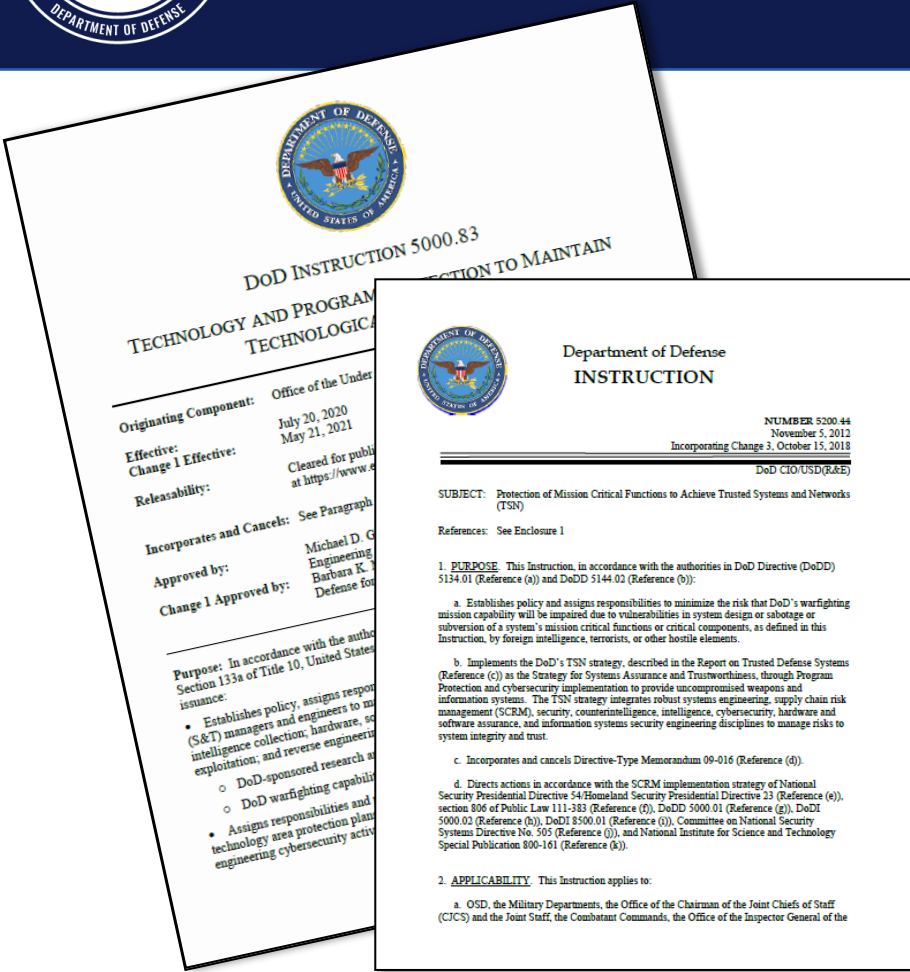 DEPARTMENT OF DEFENSE
DEPARTMENT OF DEFENSE
UNITED STATES OF AMERICA
DOD INSTRUCTION 5000.83
TECHNOLOGY AND PROGRAM TO MAINTAIN
TECHNOLOGICA
Originating Component: Office of the Under
Effective: July 20, 2020
Change 1 Effective: May 21, 2021
Releasability: Cleared for publi
at https://www.e
Incorporates and Cancels: See Paragraph
Approved by: Michael D. G
Engineering
Change 1 Approved by: Barbara K.
Defense for
Purpose: In accordance with the autho
Section 133a of Title 10, United States
issuance:
• Establishes policy, assigns respon
(S&T) managers and engineers to m
intelligence collection; hardware, so
exploitation; and reverse engineerin
○ DoD-sponsored research a
○ DoD warfighting capabili
• Assigns responsibilities and
technology area protection plan
engineering cybersecurity activ
DEPARTMENT OF DEFENSE
UNITED STATES OF AMERICA
Department of Defense
INSTRUCTION
NUMBER 5200.44
November 5, 2012
Incorporating Change 3, October 15, 2018
DoD CIO/USD(R&E)
SUBJECT: Protection of Mission Critical Functions to Achieve Trusted Systems and Networks
(TSN)
References: See Enclosure 1
1. PURPOSE. This Instruction, in accordance with the authorities in DoD Directive (DoDD)
5134.01 (Reference (a)) and DoDD 5144.02 (Reference (b)):
a. Establishes policy and assigns responsibilities to minimize the risk that DoD's warfighting
mission capability will be impaired due to vulnerabilities in system design or sabotage or
subversion of a system's mission critical functions or critical components, as defined in this
Instruction, by foreign intelligence, terrorists, or other hostile elements.
b. Implements the DoD's TSN strategy, described in the Report on Trusted Defense Systems
(Reference (c)) as the Strategy for Systems Assurance and Trustworthiness, through Program
Protection and cybersecurity implementation to provide uncompromised weapons and
information systems. The TSN strategy integrates robust systems engineering, supply chain risk
management (SCRM), security, counterintelligence, intelligence, cybersecurity, hardware and
software assurance, and information systems security engineering disciplines to manage risks to
system integrity and trust.
c. Incorporates and cancels Directive-Type Memorandum 09-016 (Reference (d)).
d. Directs actions in accordance with the SCRM implementation strategy of National
Security Presidential Directive 54/Homeland Security Presidential Directive 23 (Reference (e)),
section 806 of Public Law 111-383 (Reference (f)), DoDD 5000.01 (Reference (g)), DoDI
5000.02 (Reference (h)), DoDI 8500.01 (Reference (i)), Committee on National Security
Systems Directive No. 505 (Reference (j)), and National Institute for Science and Technology
Special Publication 800-161 (Reference (k)).
2. APPLICABILITY. This Instruction applies to:
a. OSD, the Military Departments, the Office of the Chairman of the Joint Chiefs of Staff
(CJCS) and the Joint Staff, the Combatant Commands, the Office of the Inspector General of the